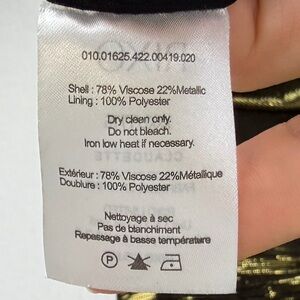 010.01625.422.00419.020
Shell : 78% Viscose 22%Metallic
Lining : 100% Polyester
Dry clean only.
Do not bleach.
Iron low heat if necessary.
Extérieur : 78% Viscose 22%Métallique
Doublure : 100% Polyester
Nettoyage à sec
Pas de blanchiment
Repassage à basse température
P